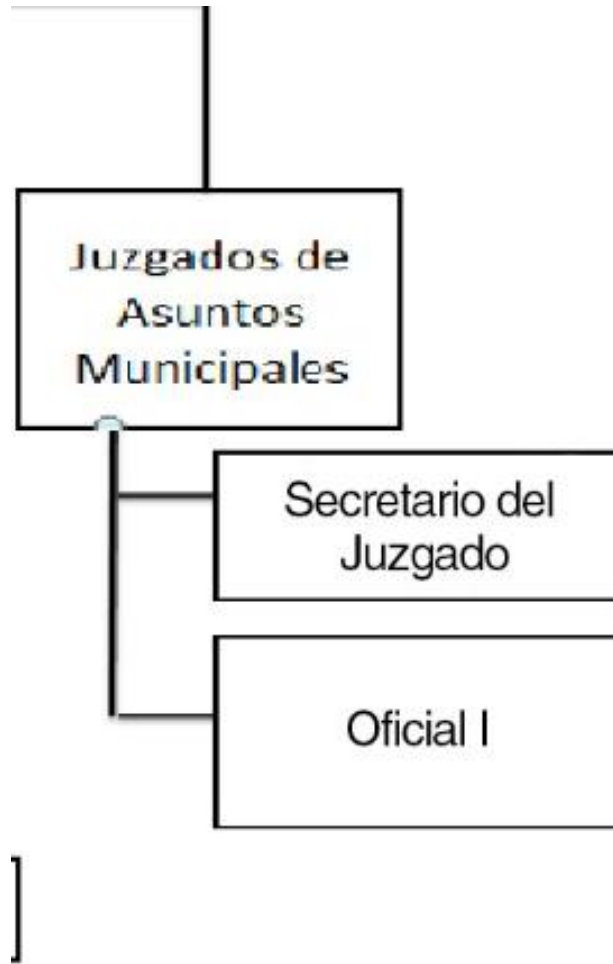 Juzgados de
Asuntos
Municipales
Secretario del
Juzgado
Oficial I